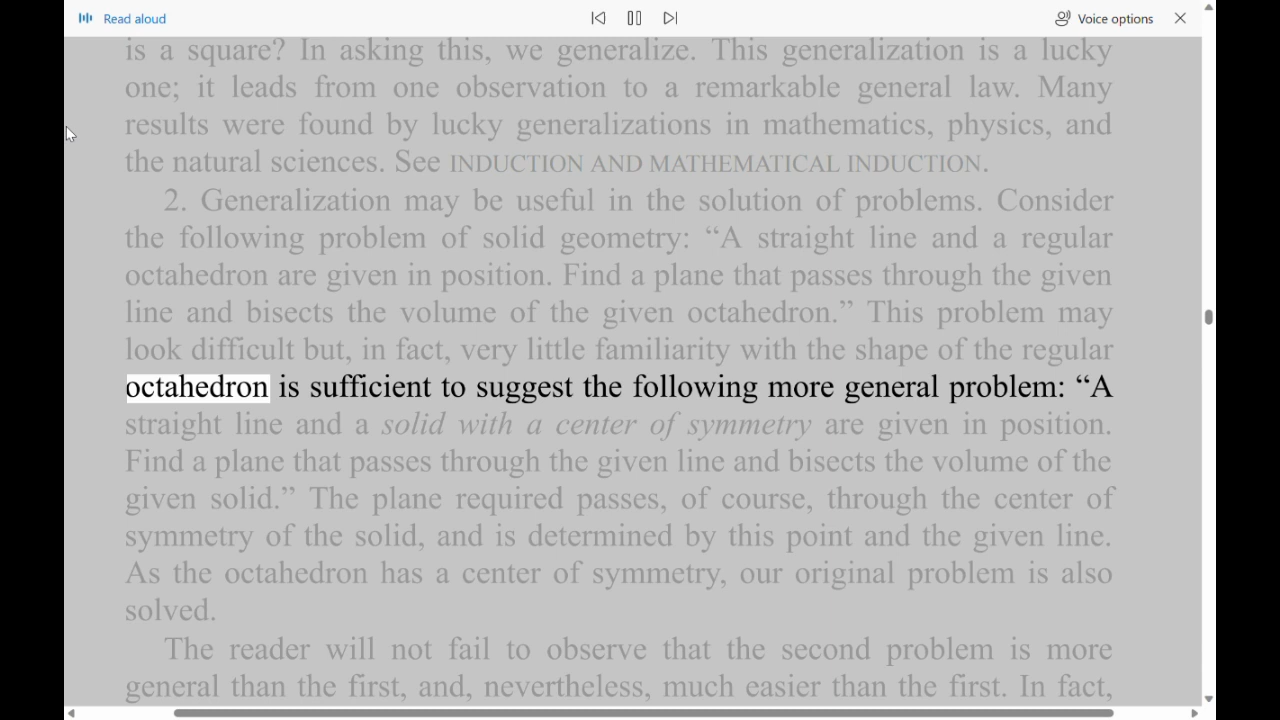 Read aloud
Voice options
is a square? In asking this, we generalize. This generalization is a lucky
one; it leads from one observation to a remarkable general law. Many
results were found by lucky generalizations in mathematics, physics, and
the natural sciences. See INDUCTION AND MATHEMATICAL INDUCTION.
2. Generalization may be useful in the solution of problems. Consider
the following problem of solid geometry: “A straight line and a regular
octahedron are given in position. Find a plane that passes through the given
line and bisects the volume of the given octahedron.” This problem may
look difficult but, in fact, very little familiarity with the shape of the regular
octahedron is sufficient to suggest the following more general problem: “A
straight line and a solid with a center of symmetry are given in position.
Find a plane that passes through the given line and bisects the volume of the
given solid.” The plane required passes, of course, through the center of
symmetry of the solid, and is determined by this point and the given line.
As the octahedron has a center of symmetry, our original problem is also
solved.
The reader will not fail to observe that the second problem is more
general than the first, and, nevertheless, much easier than the first. In fact,